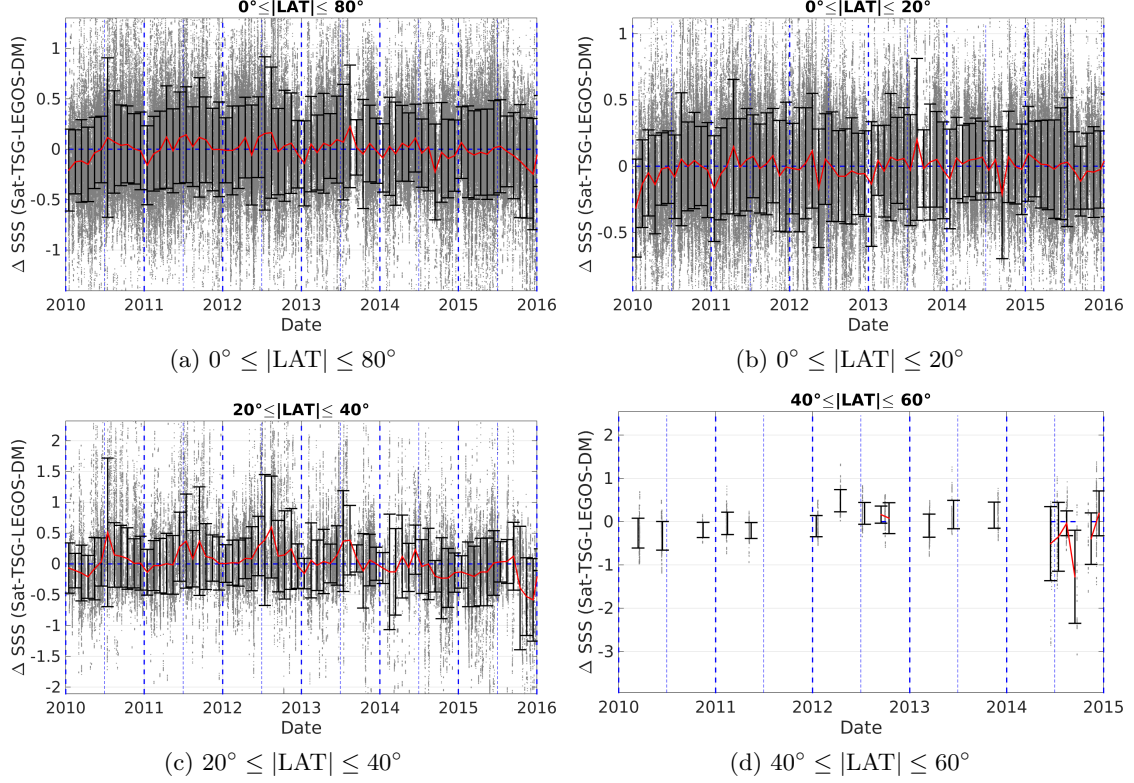 0°≤|LAT|≤ 80°
Δ SSS (Sat-TSG-LEGOS-DM)
1
0.5
0
-0.5
-1
2010 2011 2012 2013 2014 2015 2016
Date
(a) 0° ≤ |LAT| ≤ 80°
0°≤|LAT|≤ 20°
Δ SSS (Sat-TSG-LEGOS-DM)
1
0.5
0
-0.5
2010 2011 2012 2013 2014 2015 2016
Date
(b) 0° ≤ |LAT| ≤ 20°
20°≤|LAT|≤ 40°
Δ SSS (Sat-TSG-LEGOS-DM)
2
1.5
1
0.5
0
-0.5
-1
-1.5
-2
2010 2011 2012 2013 2014 2015 2016
Date
(c) 20° ≤ |LAT| ≤ 40°
40°≤|LAT|≤ 60°
Δ SSS (Sat-TSG-LEGOS-DM)
2
1
0
-1
-2
-3
2010 2011 2012 2013 2014 2015
Date
(d) 40° ≤ |LAT| ≤ 60°